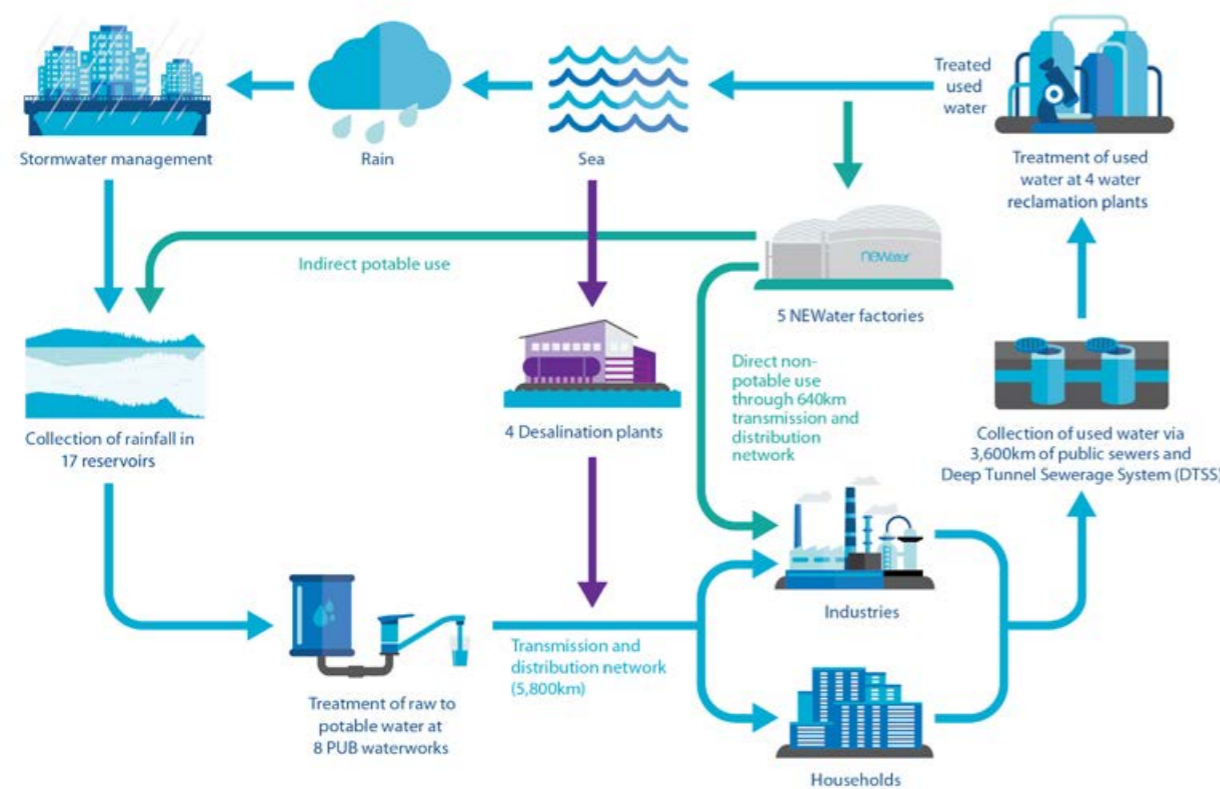 Treated
used
water
Stormwater management
Rain
Sea
Treatment of used
water at 4 water
reclamation plants
Indirect potable use
NEWater
5 NEWater factories
Direct non-
potable use
through 640km
transmission and
distribution
network
Collection of rainfall in
17 reservoirs
4 Desalination plants
Collection of used water via
3,600km of public sewers and
Deep Tunnel Sewerage System (DTSS)
Industries
Transmission and
distribution network
(5,800km)
Treatment of raw to
potable water at
8 PUB waterworks
Households